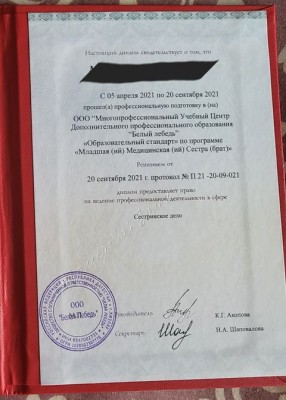 Настоящий диплом свидетельствует о том, что
С 05 апреля 2021 по 20 сентября 2021
прошел(а) профессиональную подготовку в (на)
ООО "Многопрофессиональный Учебный Центр
Дополнительного профессионального образования
"Белый лебедь"
«Образовательный стандарт» по программе
«Младшая (ий) Медицинская (ий) Сестра (брат)»
Решением от
20 сентября 2021 г. протокол № П 21 -20-09-021
диплом предоставляет право
на ведение профессиональной деятельности в сфере
Сестринское дело
ООО
"Белый Лебедь"
М.П.
Руководитель
К.Г. Акопова
Секретарь
Н.А. Шаповалова